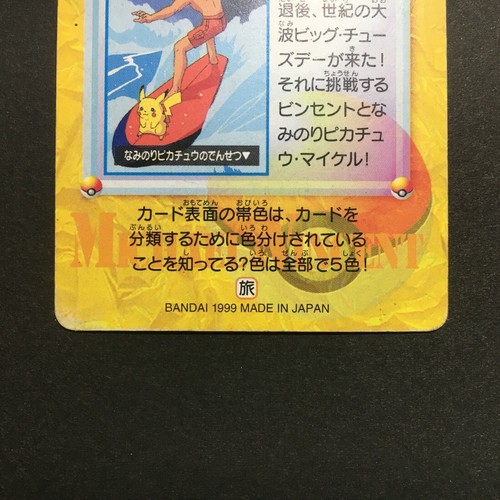 退後、世紀の大
波ビッグ・チュー
ズデーが来た!
それに挑戦する
ビンセントとな
みのりピカチュ
ウ・マイケル!
なみのりピカチュウのでんせつ▼
カード表面の帯色は、カードを
分類するために色分けされている
ことを知ってる?色は全部で5色!
旅
BANDAI 1999 MADE IN JAPAN